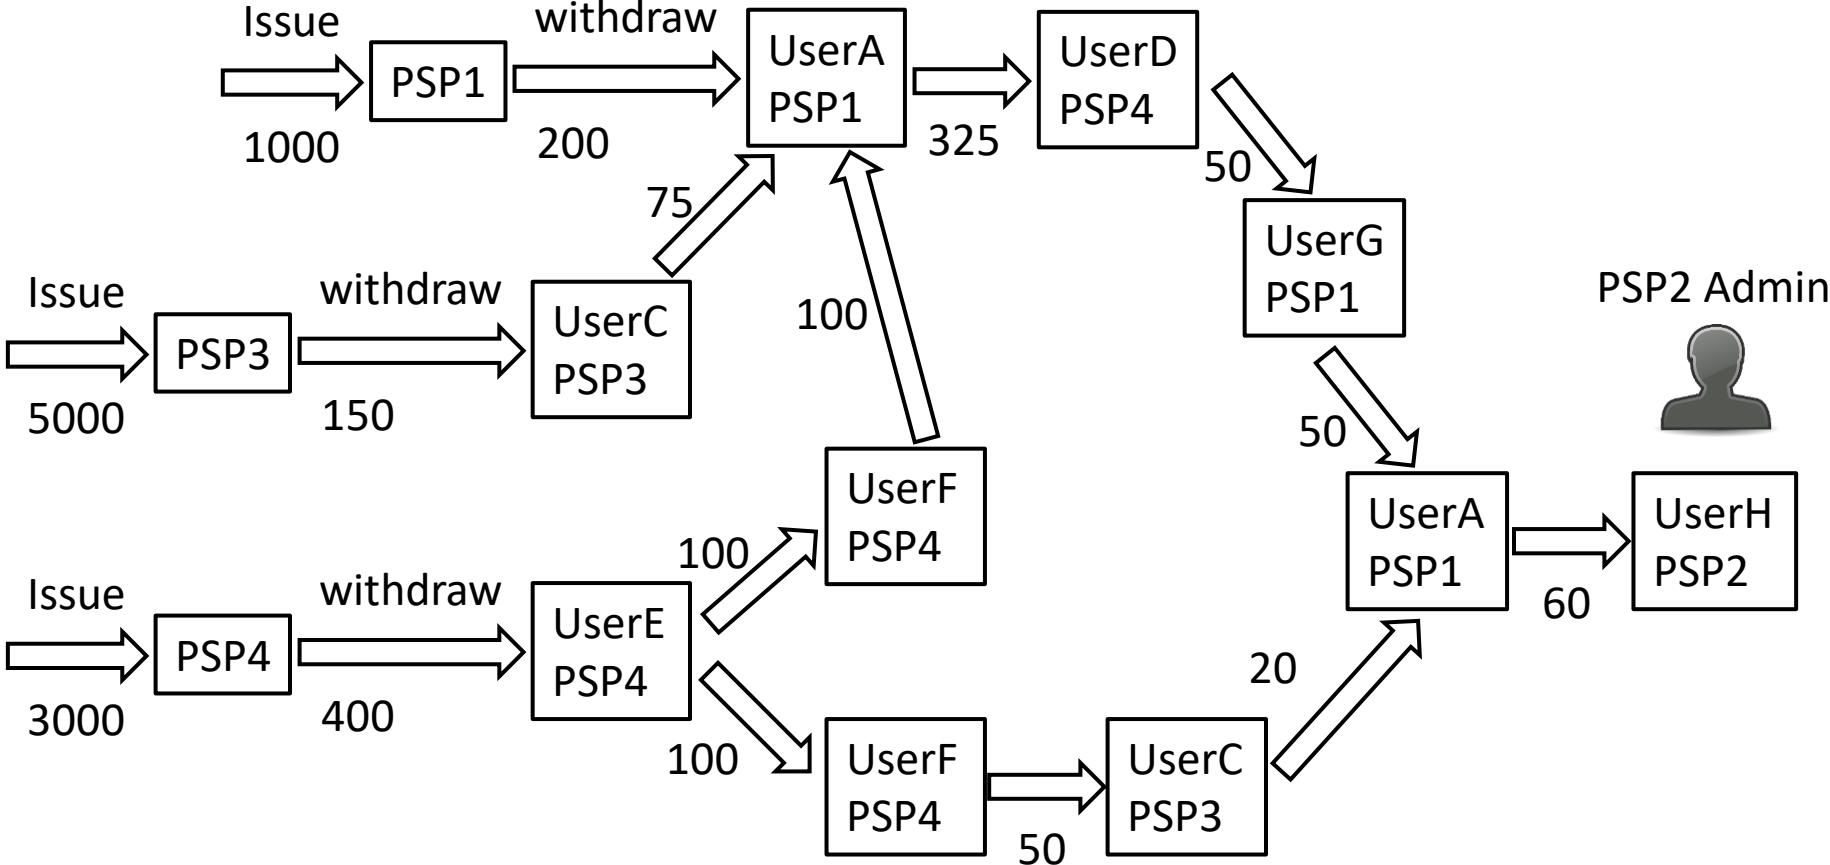 Issue
withdraw
PSP1
UserA
PSP1
UserD
PSP4
1000
200
325
50
75
UserG
PSP1
Issue
withdraw
PSP3
UserC
PSP3
100
PSP2 Admin
5000
150
50
UserF
PSP4
UserA
PSP1
UserH
PSP2
100
60
Issue
withdraw
PSP4
UserE
PSP4
20
3000
400
100
UserF
PSP4
UserC
PSP3
50